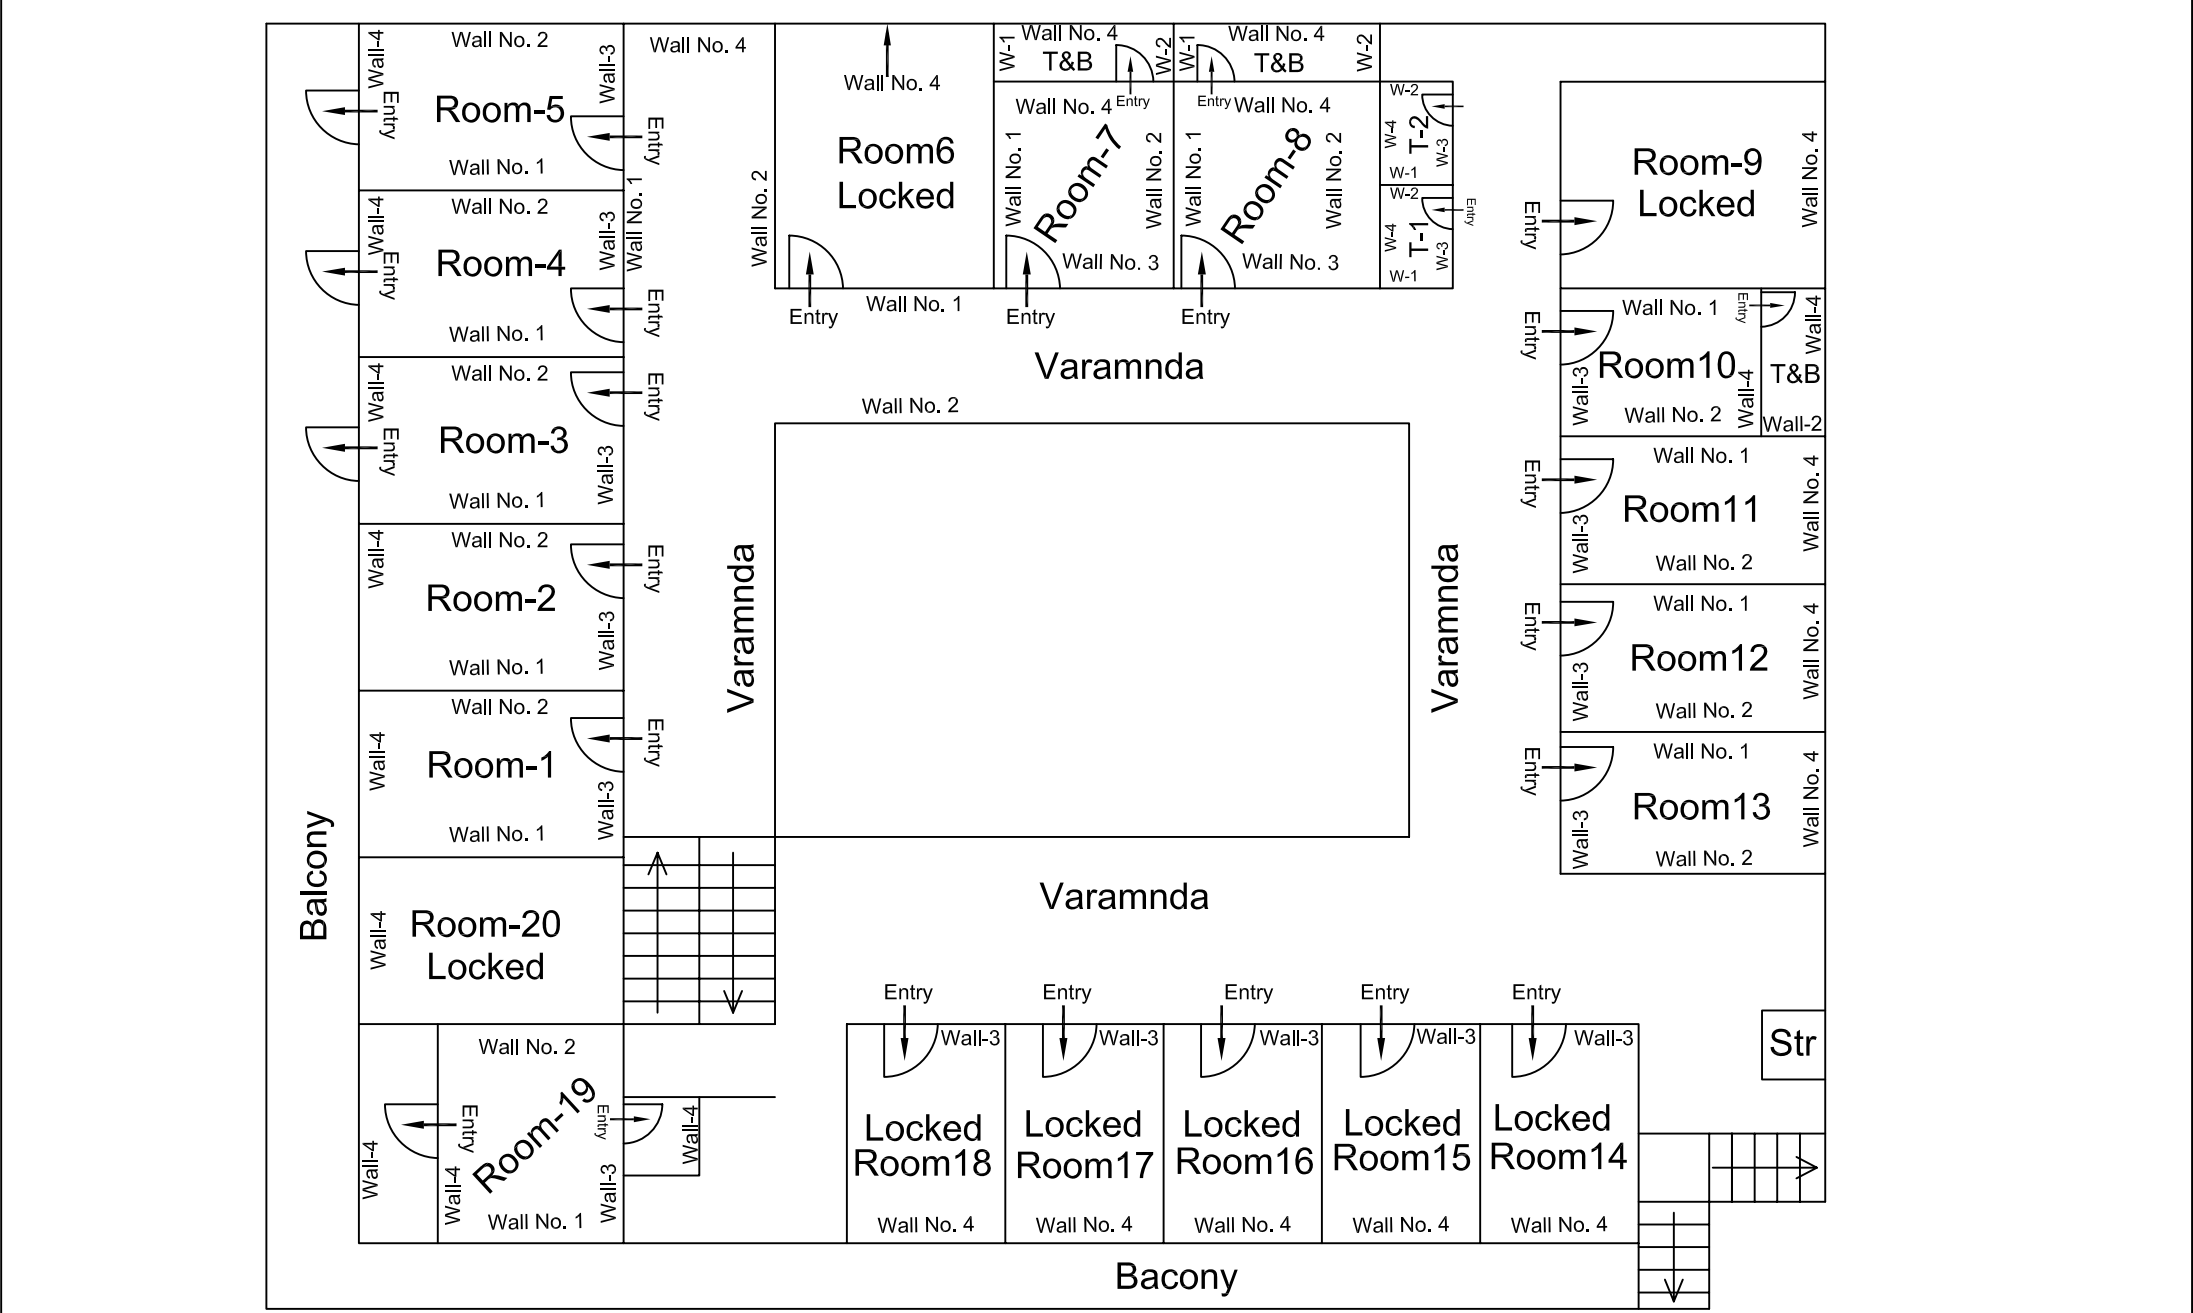 Wall-4
Wall No. 2
Wall-3
Entry
Room-5
Entry
Wall No. 1
Wall-4
Wall No. 2
Wall-3
Entry
Room-4
Entry
Wall No. 1
Wall-4
Wall No. 2
Entry
Entry
Room-3
Wall-3
Wall No. 1
Wall-4
Wall No. 2
Entry
Room-2
Wall-3
Wall No. 1
Wall-4
Wall No. 2
Entry
Room-1
Wall-3
Wall No. 1
Wall-4
Room-20
Locked
Balcony
Wall No. 2
Entry
Room-19
Entry
Wall-4
Wall-4
Wall-4
Wall-3
Wall No. 1
Wall No. 4
Wall No. 1
Wall No. 2
Wall No. 4
Room6
Locked
Entry
Wall No. 1
W-1
Wall No. 4
T&B
W-2
Entry
Wall No. 4
Wall No. 1
Room-7
Wall No. 2
Wall No. 3
Entry
W-1
Wall No. 4
T&B
W-2
Entry
Wall No. 4
Wall No. 1
Room-8
Wall No. 2
Wall No. 3
Entry
W-2
W-4
T-2
W-3
W-1
W-2
Entry
W-4
T-1
W-3
W-1
Varamnda
Wall No. 2
Varamnda
Varamnda
Varamnda
Room-9
Locked
Wall No. 4
Entry
Wall No. 1
Entry
Wall-4
Entry
Room10
T&B
Wall-3
Wall-4
Wall No. 2
Wall-2
Wall No. 1
Entry
Room11
Wall No. 4
Wall-3
Wall No. 2
Wall No. 1
Entry
Room12
Wall No. 4
Wall-3
Wall No. 2
Wall No. 1
Entry
Room13
Wall No. 4
Wall-3
Wall No. 2
Entry
Wall-3
Locked
Room18
Wall No. 4
Entry
Wall-3
Locked
Room17
Wall No. 4
Entry
Wall-3
Locked
Room16
Wall No. 4
Entry
Wall-3
Locked
Room15
Wall No. 4
Entry
Wall-3
Locked
Room14
Wall No. 4
Str
Bacony